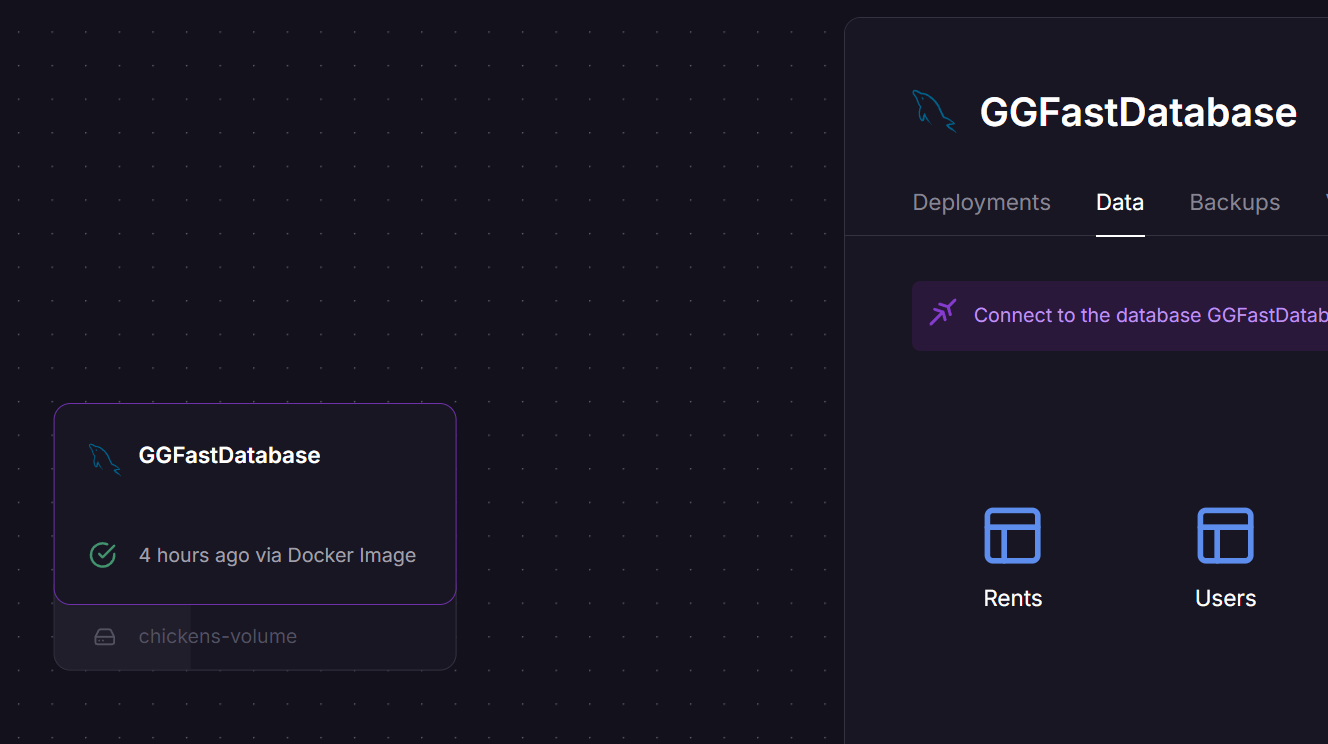 GGFastDatabase
Deployments Data Backups
Connect to the database GGFastDatab
Rents Users
GGFastDatabase
4 hours ago via Docker Image
chickens-volume